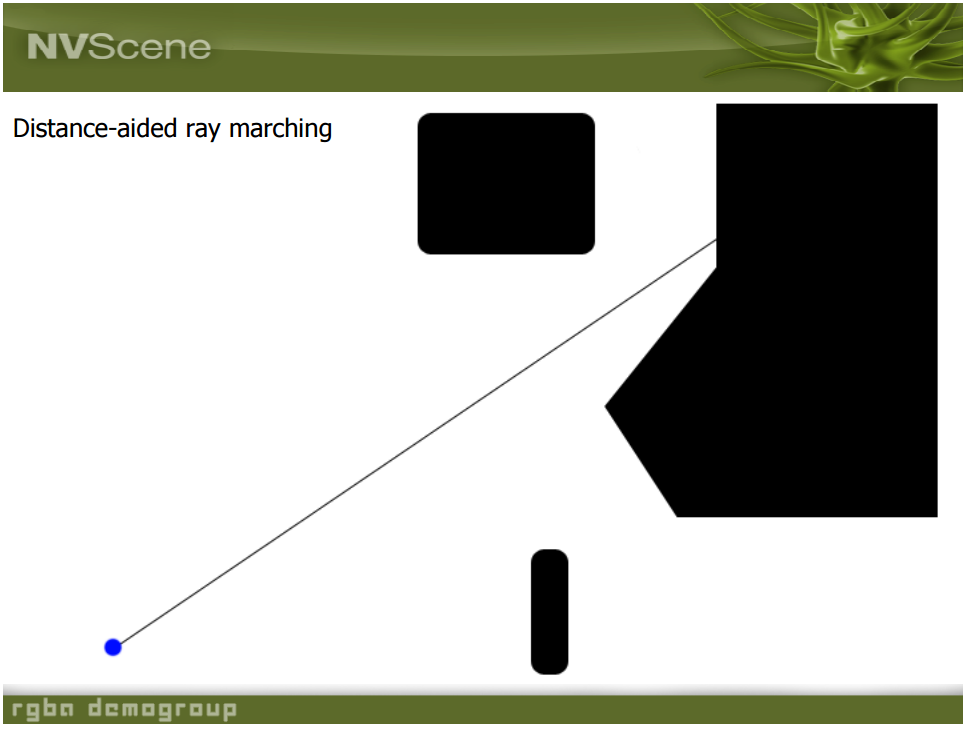 NVScene
Distance-aided ray marching
rgba demogroup